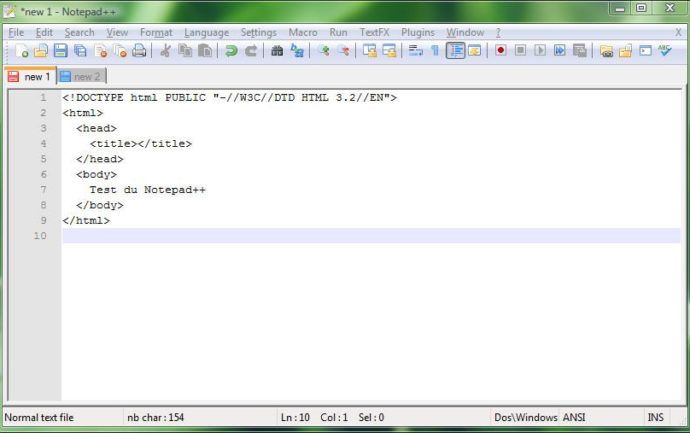 *new 1 - Notepad++
File Edit Search View Format Language Settings Macro Run TextFX Plugins Window ? X
new 1 new 2
1 <!DOCTYPE html PUBLIC "-//W3C//DTD HTML 3.2//EN">
2 <html>
3 <head>
4 <title></title>
5 </head>
6 <body>
7 Test du Notepad++
8 </body>
9 </html>
10
Normal text file nb char : 154 Ln : 10 Col : 1 Sel : 0 Dos\Windows ANSI INS